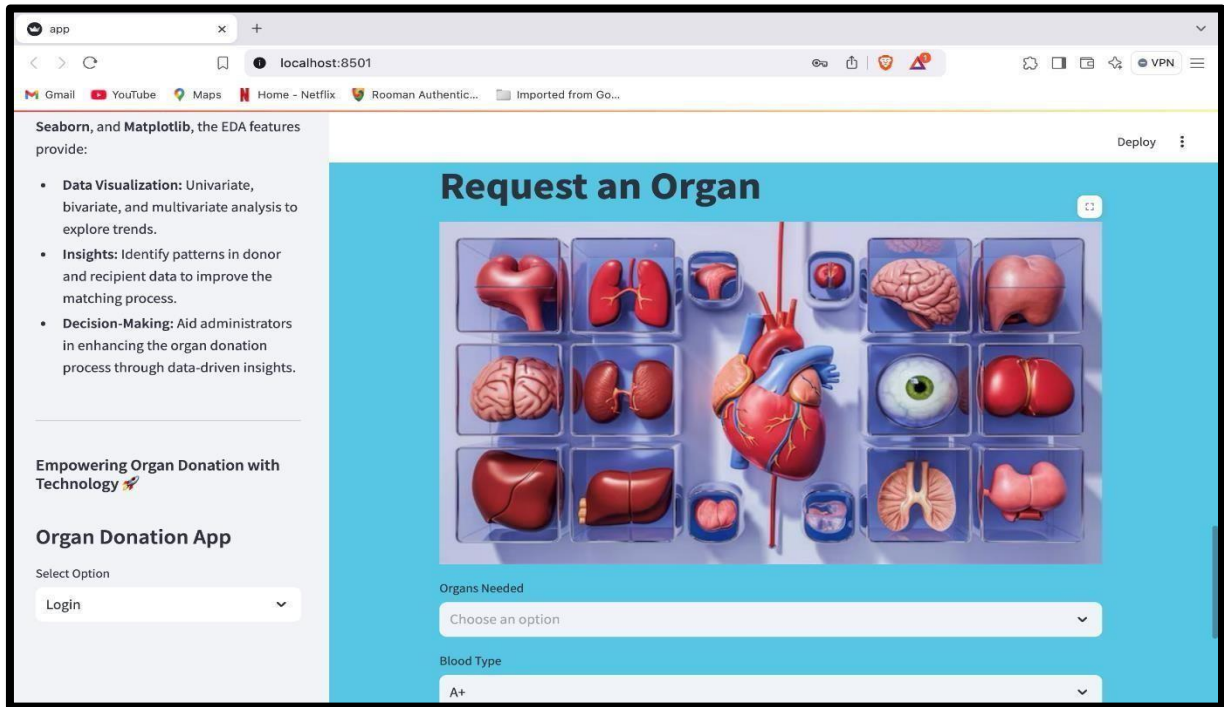 app
localhost:8501
VPN
Gmail
YouTube
Maps
Home - Netflix
Rooman Authentic...
Imported from Go...
Seaborn, and Matplotlib, the EDA features
provide:
• Data Visualization: Univariate,
bivariate, and multivariate analysis to
explore trends.
• Insights: Identify patterns in donor
and recipient data to improve the
matching process.
• Decision-Making: Aid administrators
in enhancing the organ donation
process through data-driven insights.
Empowering Organ Donation with
Technology 🚀
Organ Donation App
Select Option
Login
Deploy
Request an Organ
Organs Needed
Choose an option
Blood Type
A+